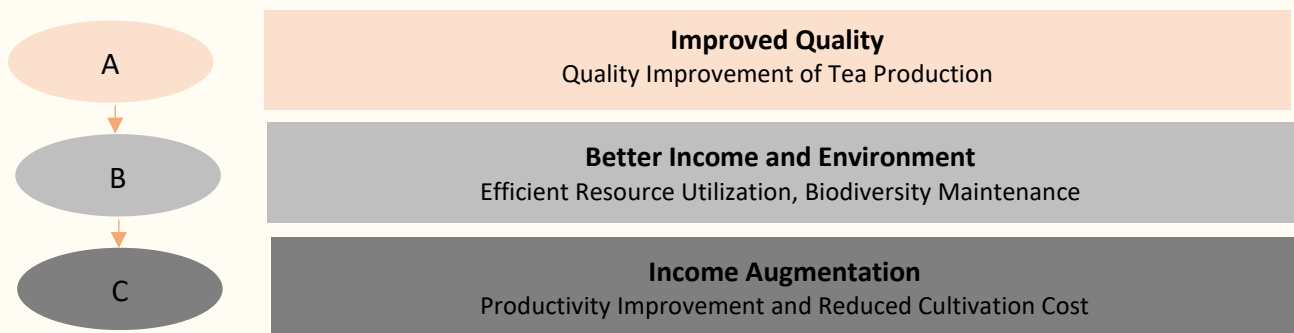 A
Improved Quality
Quality Improvement of Tea Production
B
Better Income and Environment
Efficient Resource Utilization, Biodiversity Maintenance
C
Income Augmentation
Productivity Improvement and Reduced Cultivation Cost